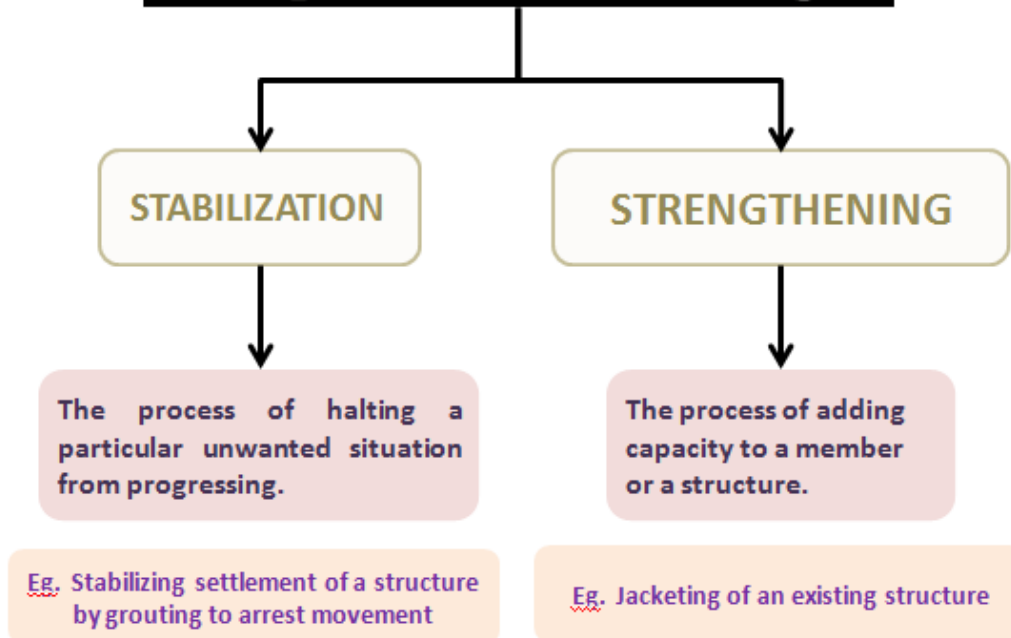 STABILIZATION
STRENGTHENING
The process of halting a
particular unwanted situation
from progressing.
The process of adding
capacity to a member
or a structure.
Eg. Stabilizing settlement of a structure
by grouting to arrest movement
Eg. Jacketing of an existing structure